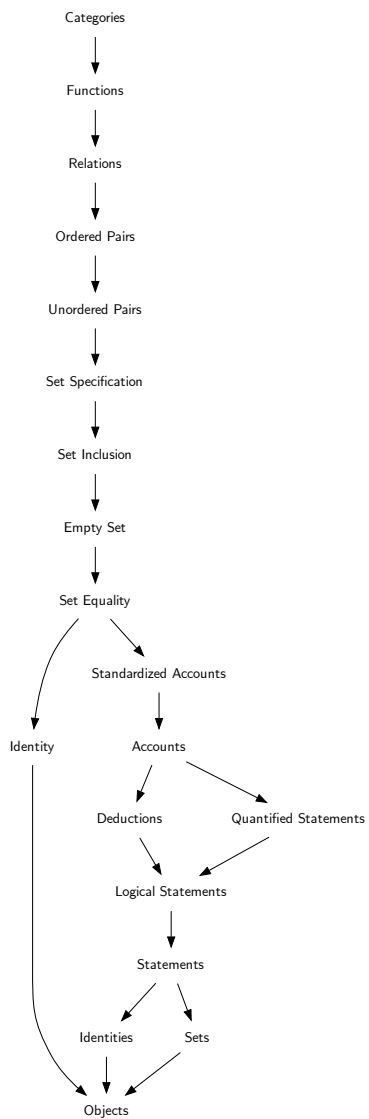 Categories
Functions
Relations
Ordered Pairs
Unordered Pairs
Set Specification
Set Inclusion
Empty Set
Set Equality
Standardized Accounts
Identity
Accounts
Deductions
Quantified Statements
Logical Statements
Statements
Identities
Sets
Objects